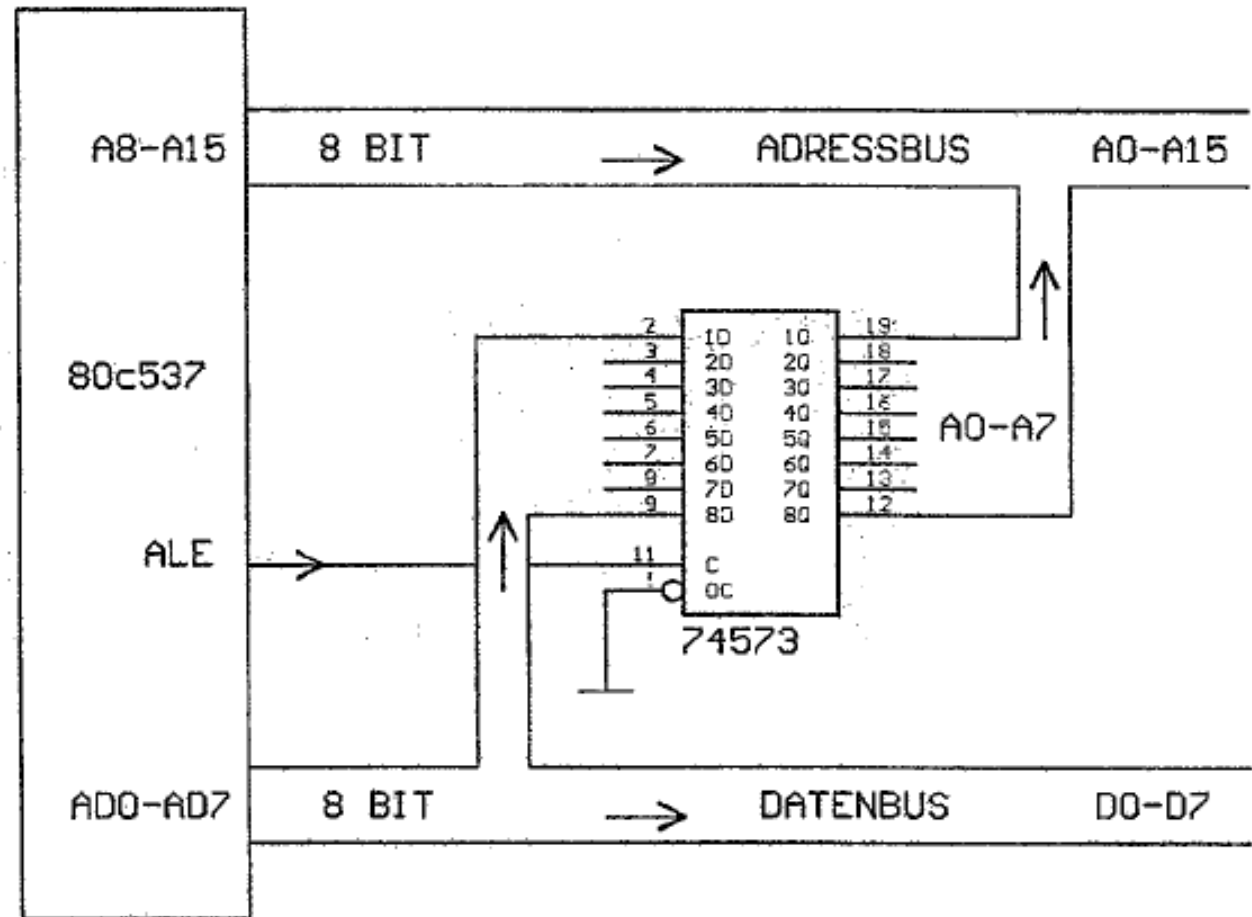 A8-A15 8 BIT ADRESSBUS A0-A15
2 1D 1Q 19
3 2D 2Q 18
80c537 4 3D 3Q 17
5 4D 4Q 16
6 5D 5Q 15 A0-A7
7 6D 6Q 14
8 7D 7Q 13
9 8D 8Q 12
ALE 11 C
1 OC
74573
AD0-AD7 8 BIT DATENBUS D0-D7